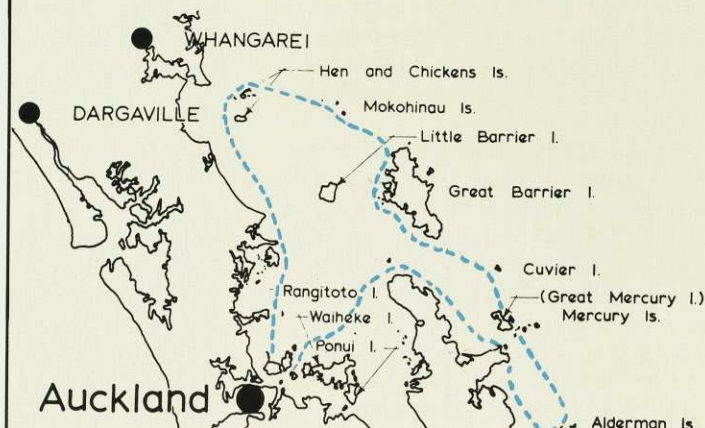 WHANGAREI
Hen and Chickens Is.
Mokohinau Is.
DARGAVILLE
Little Barrier I.
Great Barrier I.
Cuvier I.
Rangitoto I.
(Great Mercury I.)
Waiheke I.
Mercury Is.
Ponui I.
Auckland
Alderman Is